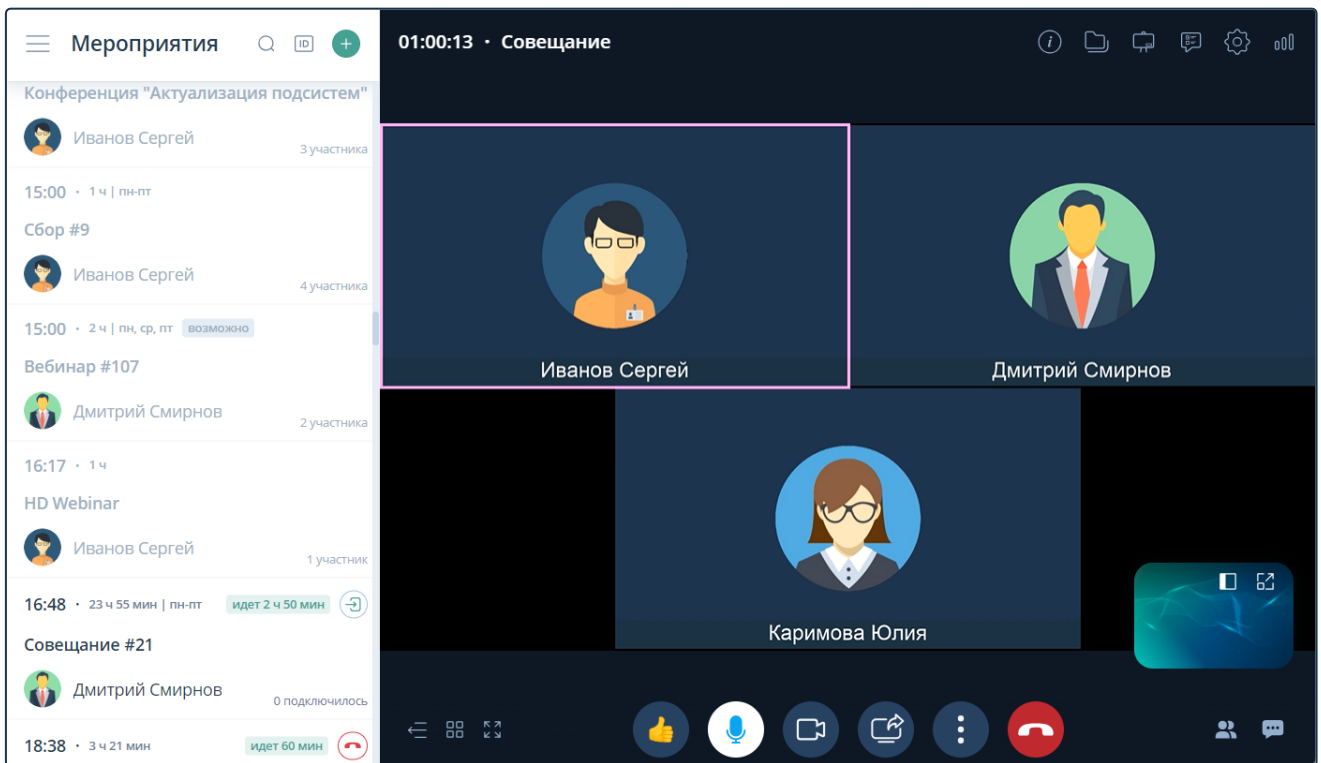 Мероприятия
ID
Конференция "Актуализация подсистем"
Иванов Сергей
3 участника
15:00 · 1 ч | пн-пт
Сбор #9
Иванов Сергей
4 участника
15:00 · 2 ч | пн, ср, пт возможно
Вебинар #107
Дмитрий Смирнов
2 участника
16:17 · 1 ч
HD Webinar
Иванов Сергей
1 участник
16:48 · 23 ч 55 мин | пн-пт идет 2 ч 50 мин
Совещание #21
Дмитрий Смирнов
0 подключилось
18:38 · 3 ч 21 мин идет 60 мин
01:00:13 · Совещание
Иванов Сергей
Дмитрий Смирнов
Каримова Юлия